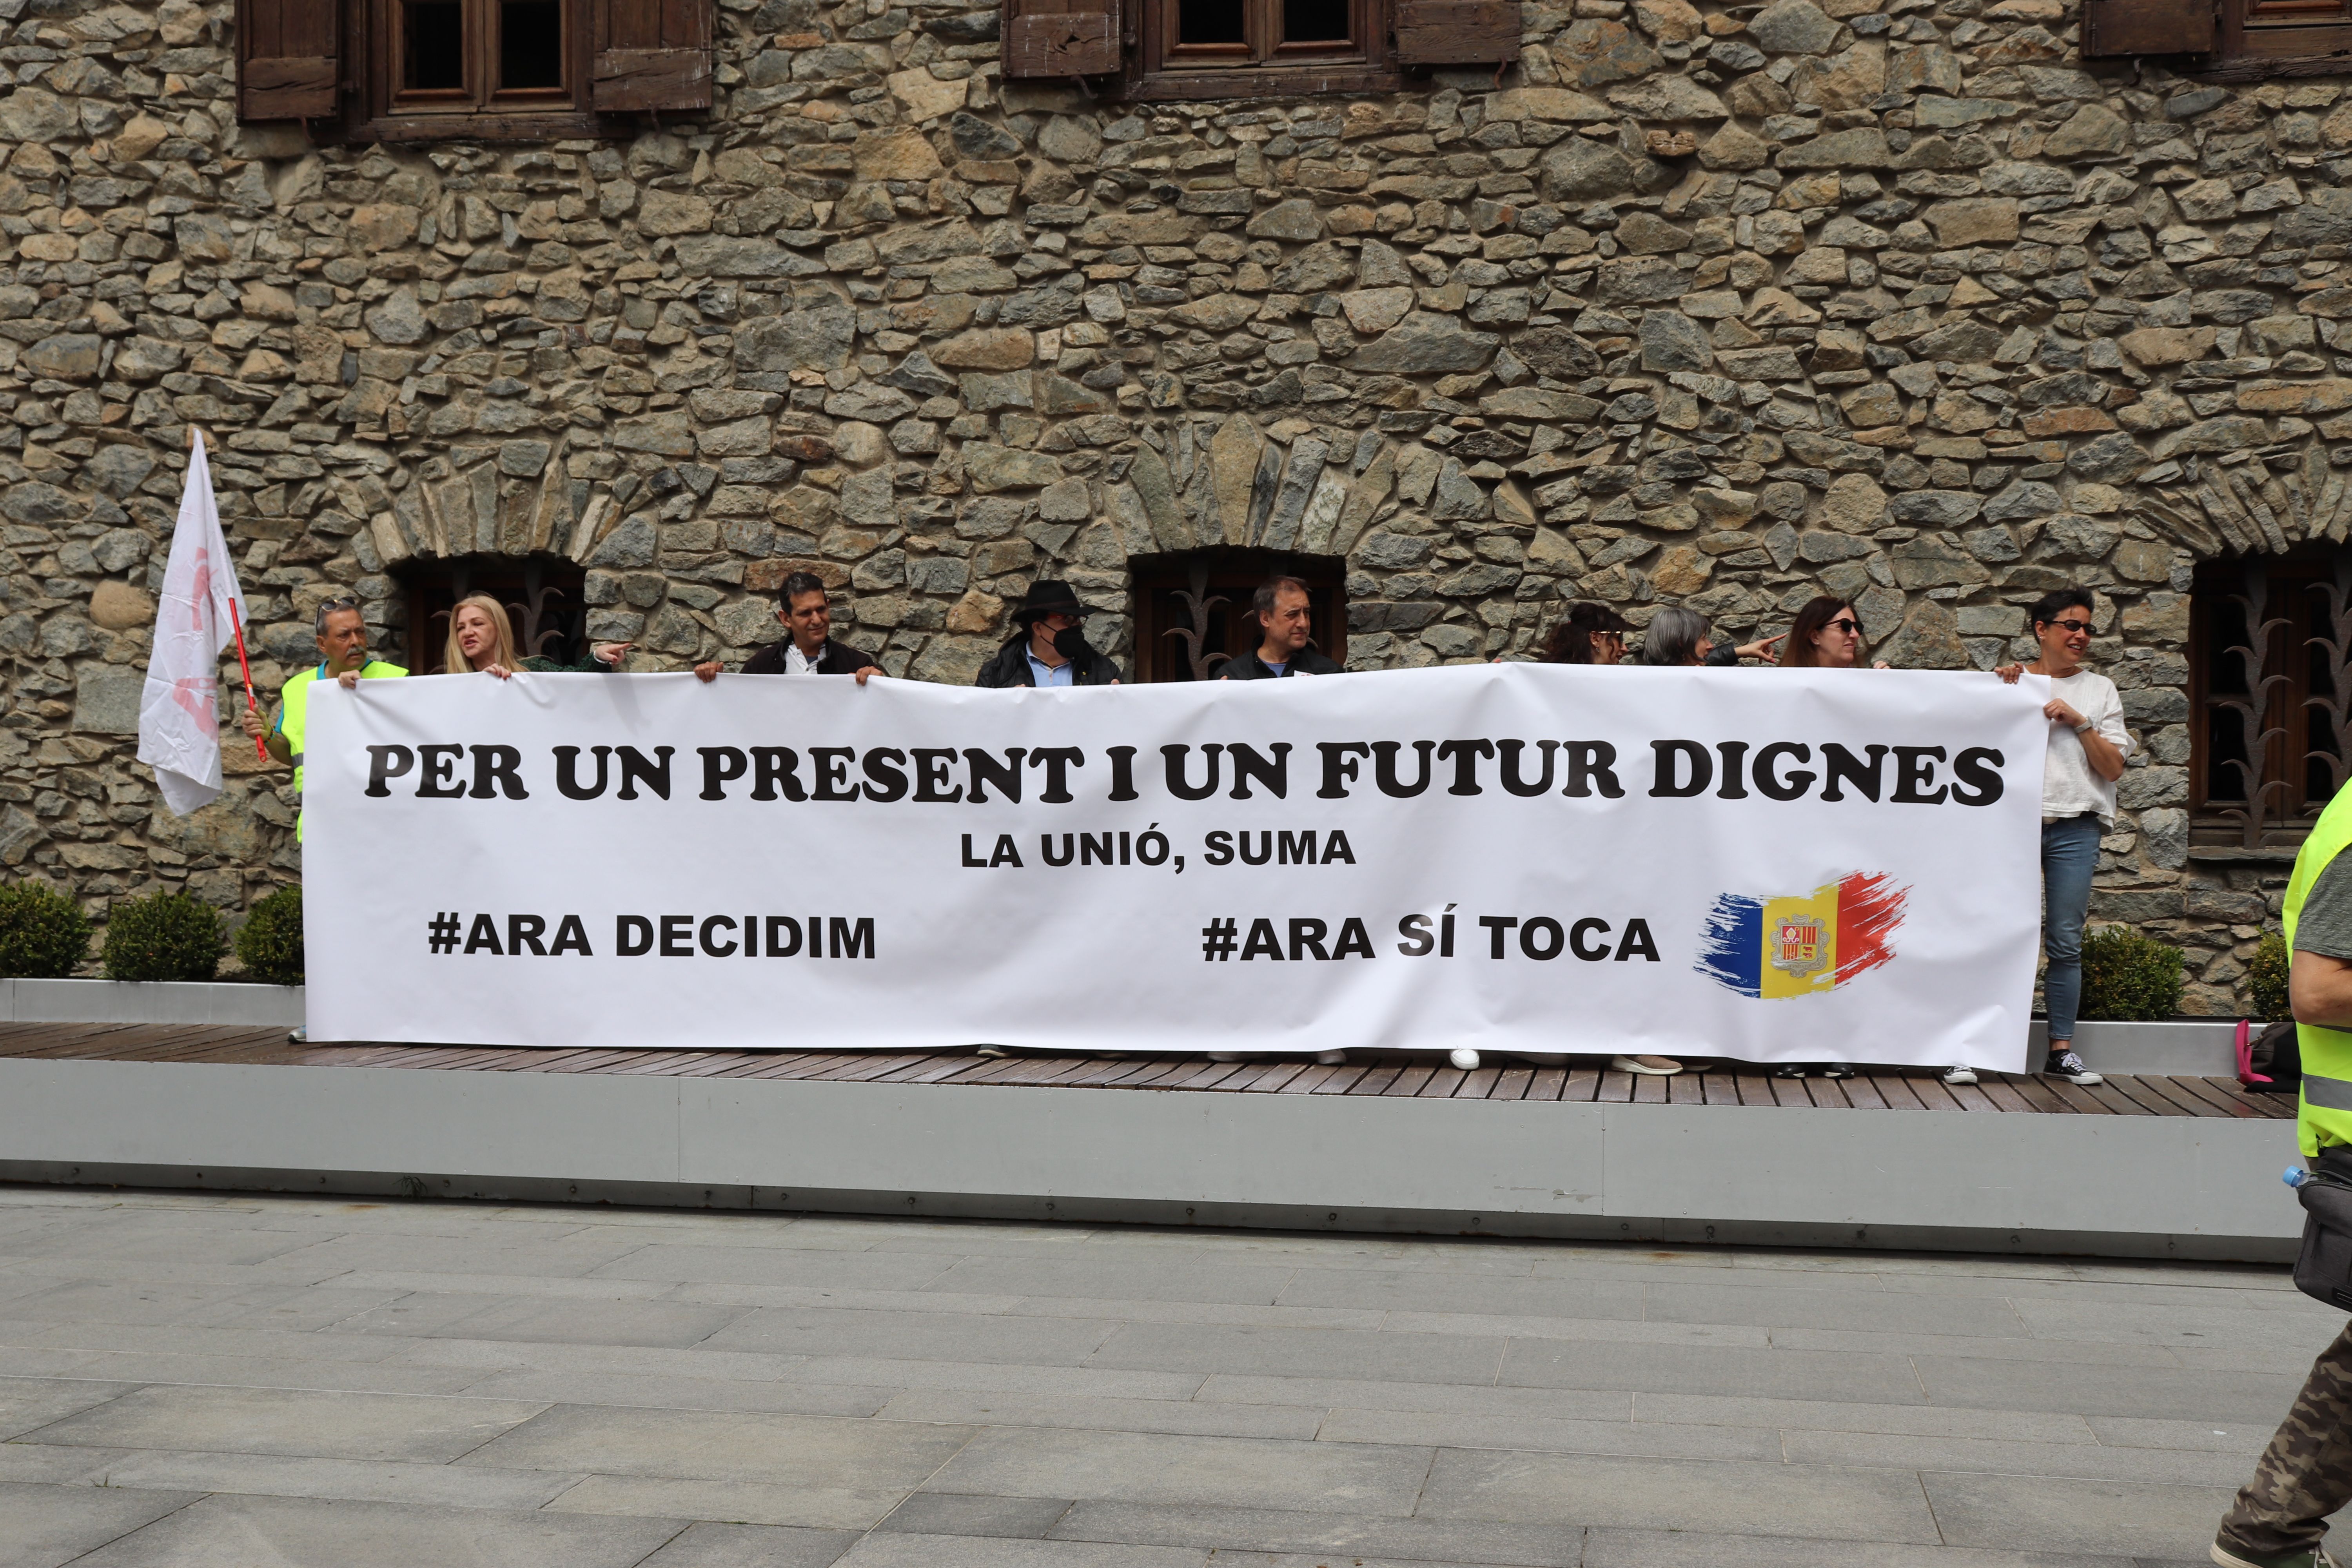 PER UN PRESENT I UN FUTUR DIGNES
LA UNIÓ, SUMA
#ARA DECIDIM
#ARA SÍ TOCA